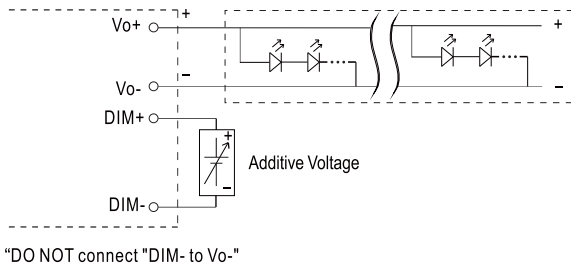 Vo+
+
+
Vo-
–
–
DIM+
+
Additive Voltage
–
DIM-
“DO NOT connect "DIM- to Vo-"